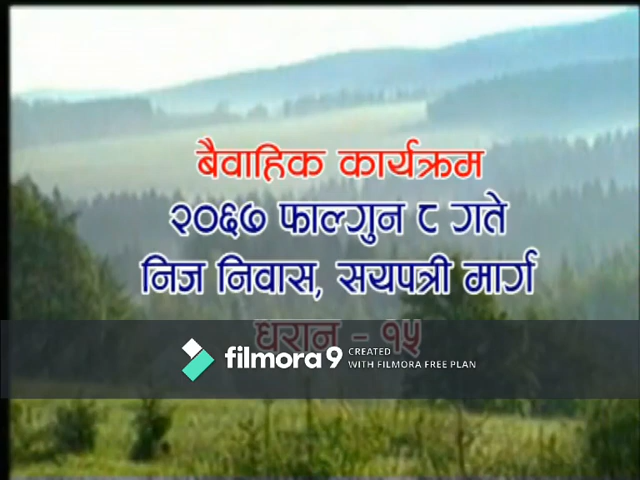 बैवाहिक कार्यक्रम
२०६७ फाल्गुन ८ गते
निज निवास, सयपत्री मार्ग
धरान - १५
filmora9 CREATED
WITH FILMORA FREE PLAN